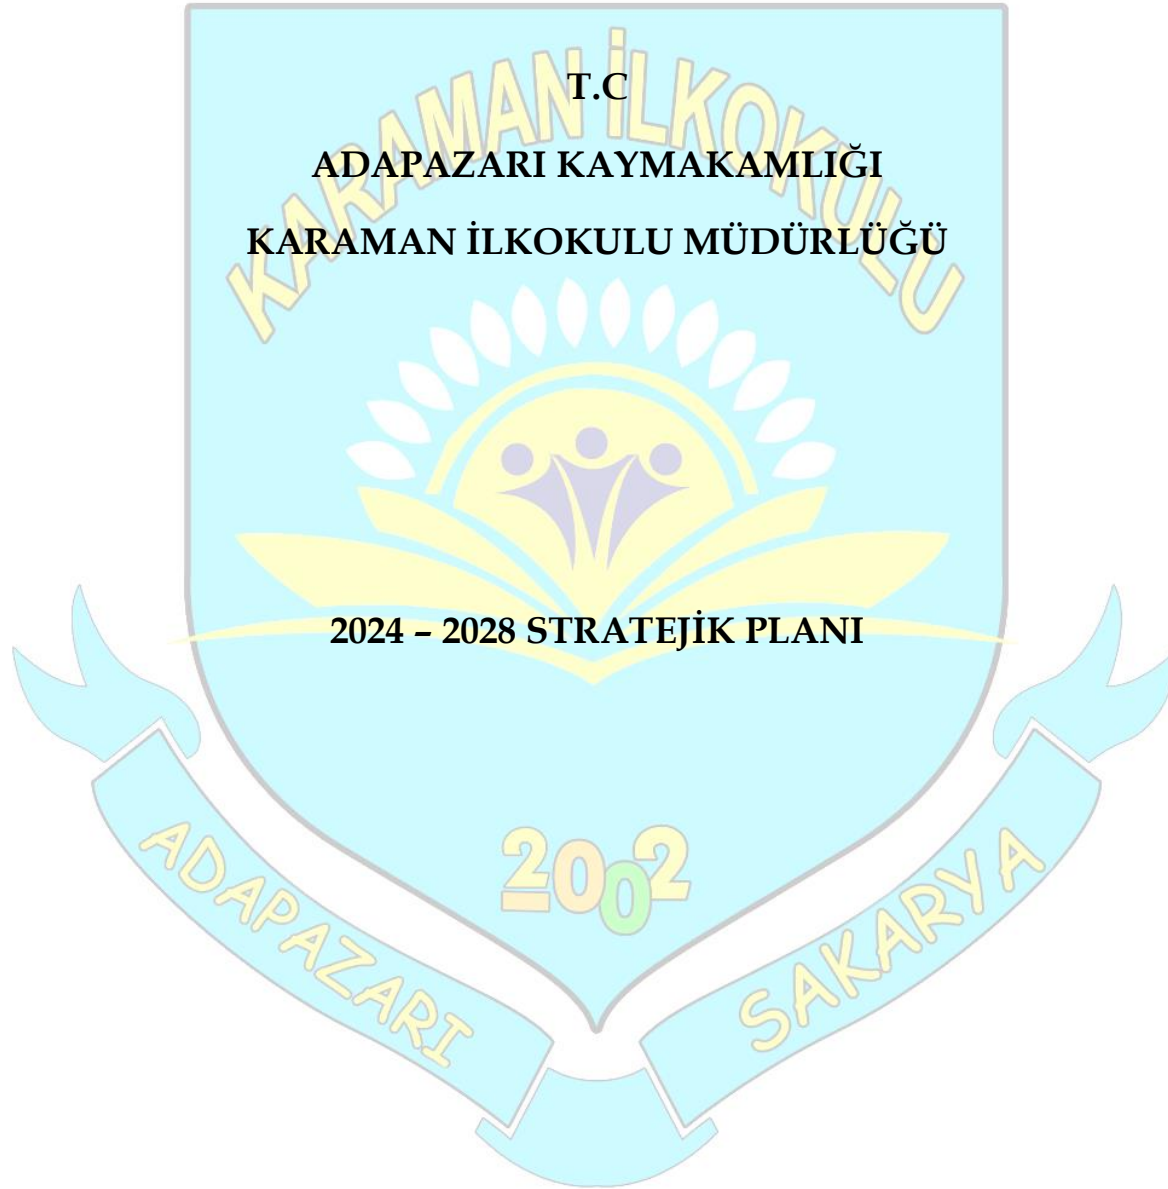 KARAMAN İLKOKULU
T.C
ADAPAZARI KAYMAKAMLIĞI
KARAMAN İLKOKULU MÜDÜRLÜĞÜ
2024 – 2028 STRATEJİK PLANI
2002
ADAPAZARI
SAKARYA